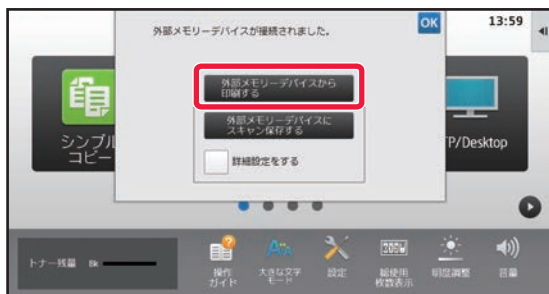 外部メモリーデバイスが接続されました。
OK
13:59
外部メモリーデバイスから
印刷する
外部メモリーデバイスに
スキャン保存する
詳細設定をする
シンプル
コピー
TP/Desktop
トナー残量 Bk
操作
ガイド
大きな文字
モード
設定
総使用
枚数表示
明度調整
音量